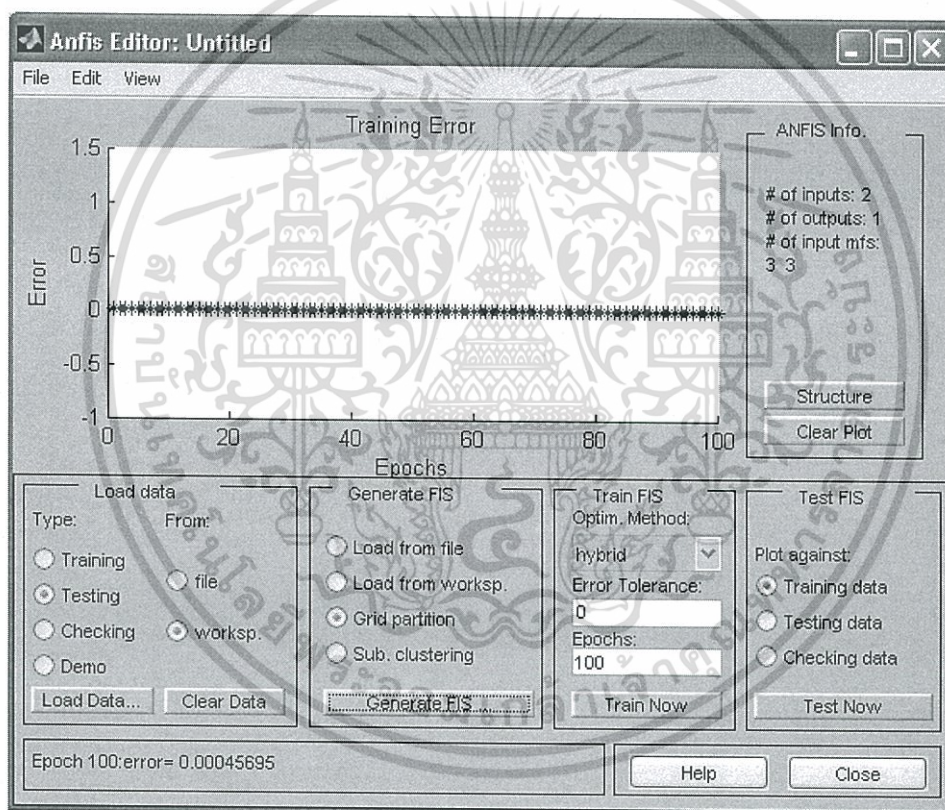 Anfis Editor: Untitled
File Edit View
Training Error
1.5
1
0.5
0
-0.5
-1
Error
0 20 40 60 80 100
Epochs
ANFIS Info.
# of inputs: 2
# of outputs: 1
# of input mfs:
3 3
Structure
Clear Plot
Load data
Type: From:
Training
Testing
Checking
Demo
file
worksp.
Load Data... Clear Data
Generate FIS
Load from file
Load from worksp.
Grid partition
Sub. clustering
Generate FIS ...
Train FIS
Optim. Method:
hybrid
Error Tolerance:
0
Epochs:
100
Train Now
Test FIS
Plot against:
Training data
Testing data
Checking data
Test Now
Epoch 100:error= 0.00045695
Help Close